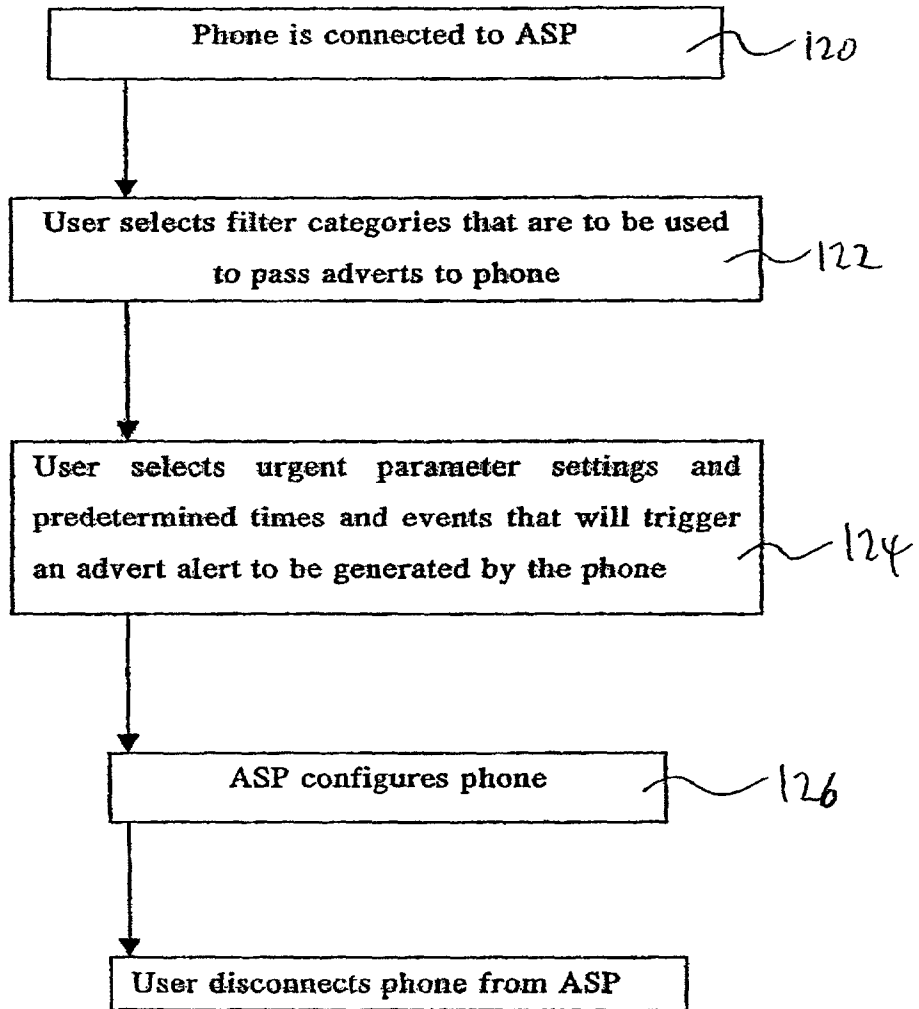 Phone is connected to ASP
120
User selects filter categories that are to be used
to pass adverts to phone
122
User selects urgent parameter settings and
predetermined times and events that will trigger
an advert alert to be generated by the phone
124
ASP configures phone
126
User disconnects phone from ASP